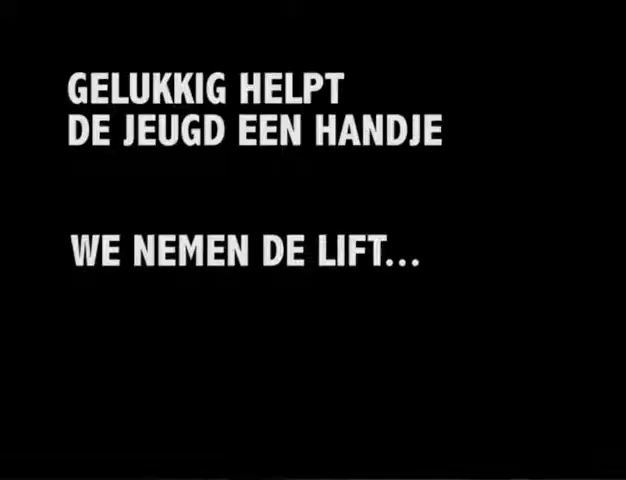 GELUKKIG HELPT
DE JEUGD EEN HANDJE
WE NEMEN DE LIFT...